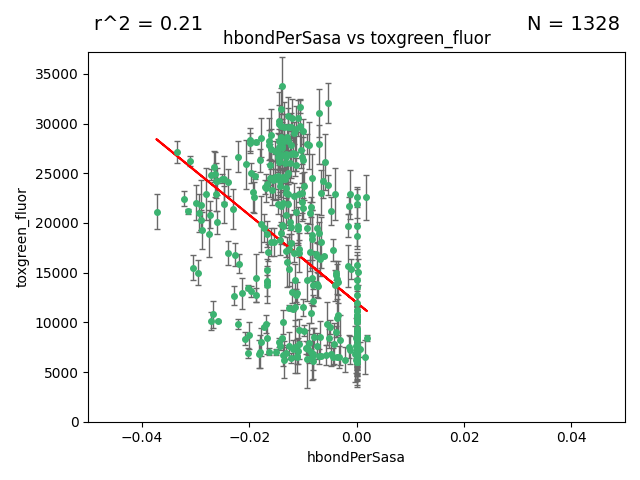 r^2 = 0.21
N = 1328
hbondPerSasa vs toxgreen_fluor
35000
30000
25000
20000
15000
10000
5000
0
toxgreen_fluor
−0.04
−0.02
0.00
0.02
0.04
hbondPerSasa